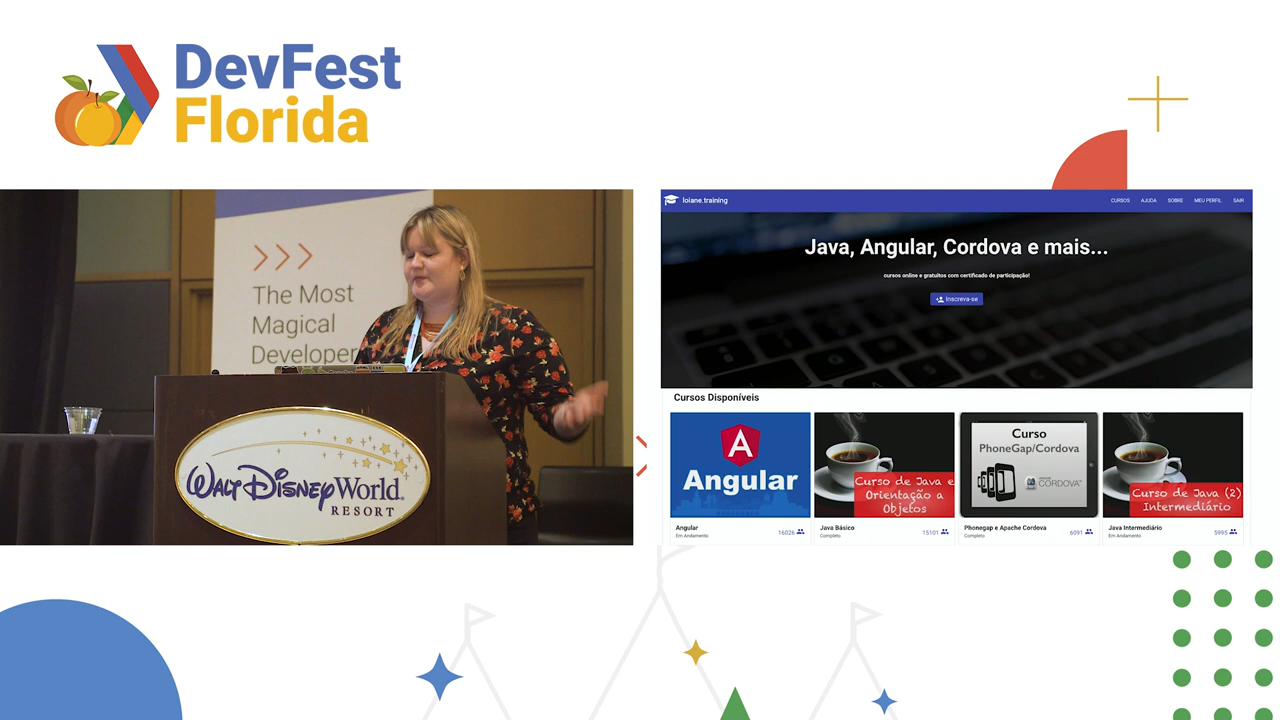 DevFest
Florida
The Most
Magical
Developer
WALT DISNEY World®
RESORT
loiane.training
CURSOS
AJUDA
SOBRE
MEU PERFIL
SAIR
Java, Angular, Cordova e mais...
cursos online e gratuitos com certificado de participação!
Inscreva-se
Cursos Disponíveis
A
Angular
Curso de Java e
Orientação a
Objetos
Curso
PhoneGap/Cordova
CORDOVA™
Curso de Java (2)
Intermediário
Angular
Em Andamento
16026
Java Básico
Completo
15101
Phonegap e Apache Cordova
Completo
6091
Java Intermediário
Em Andamento
5995